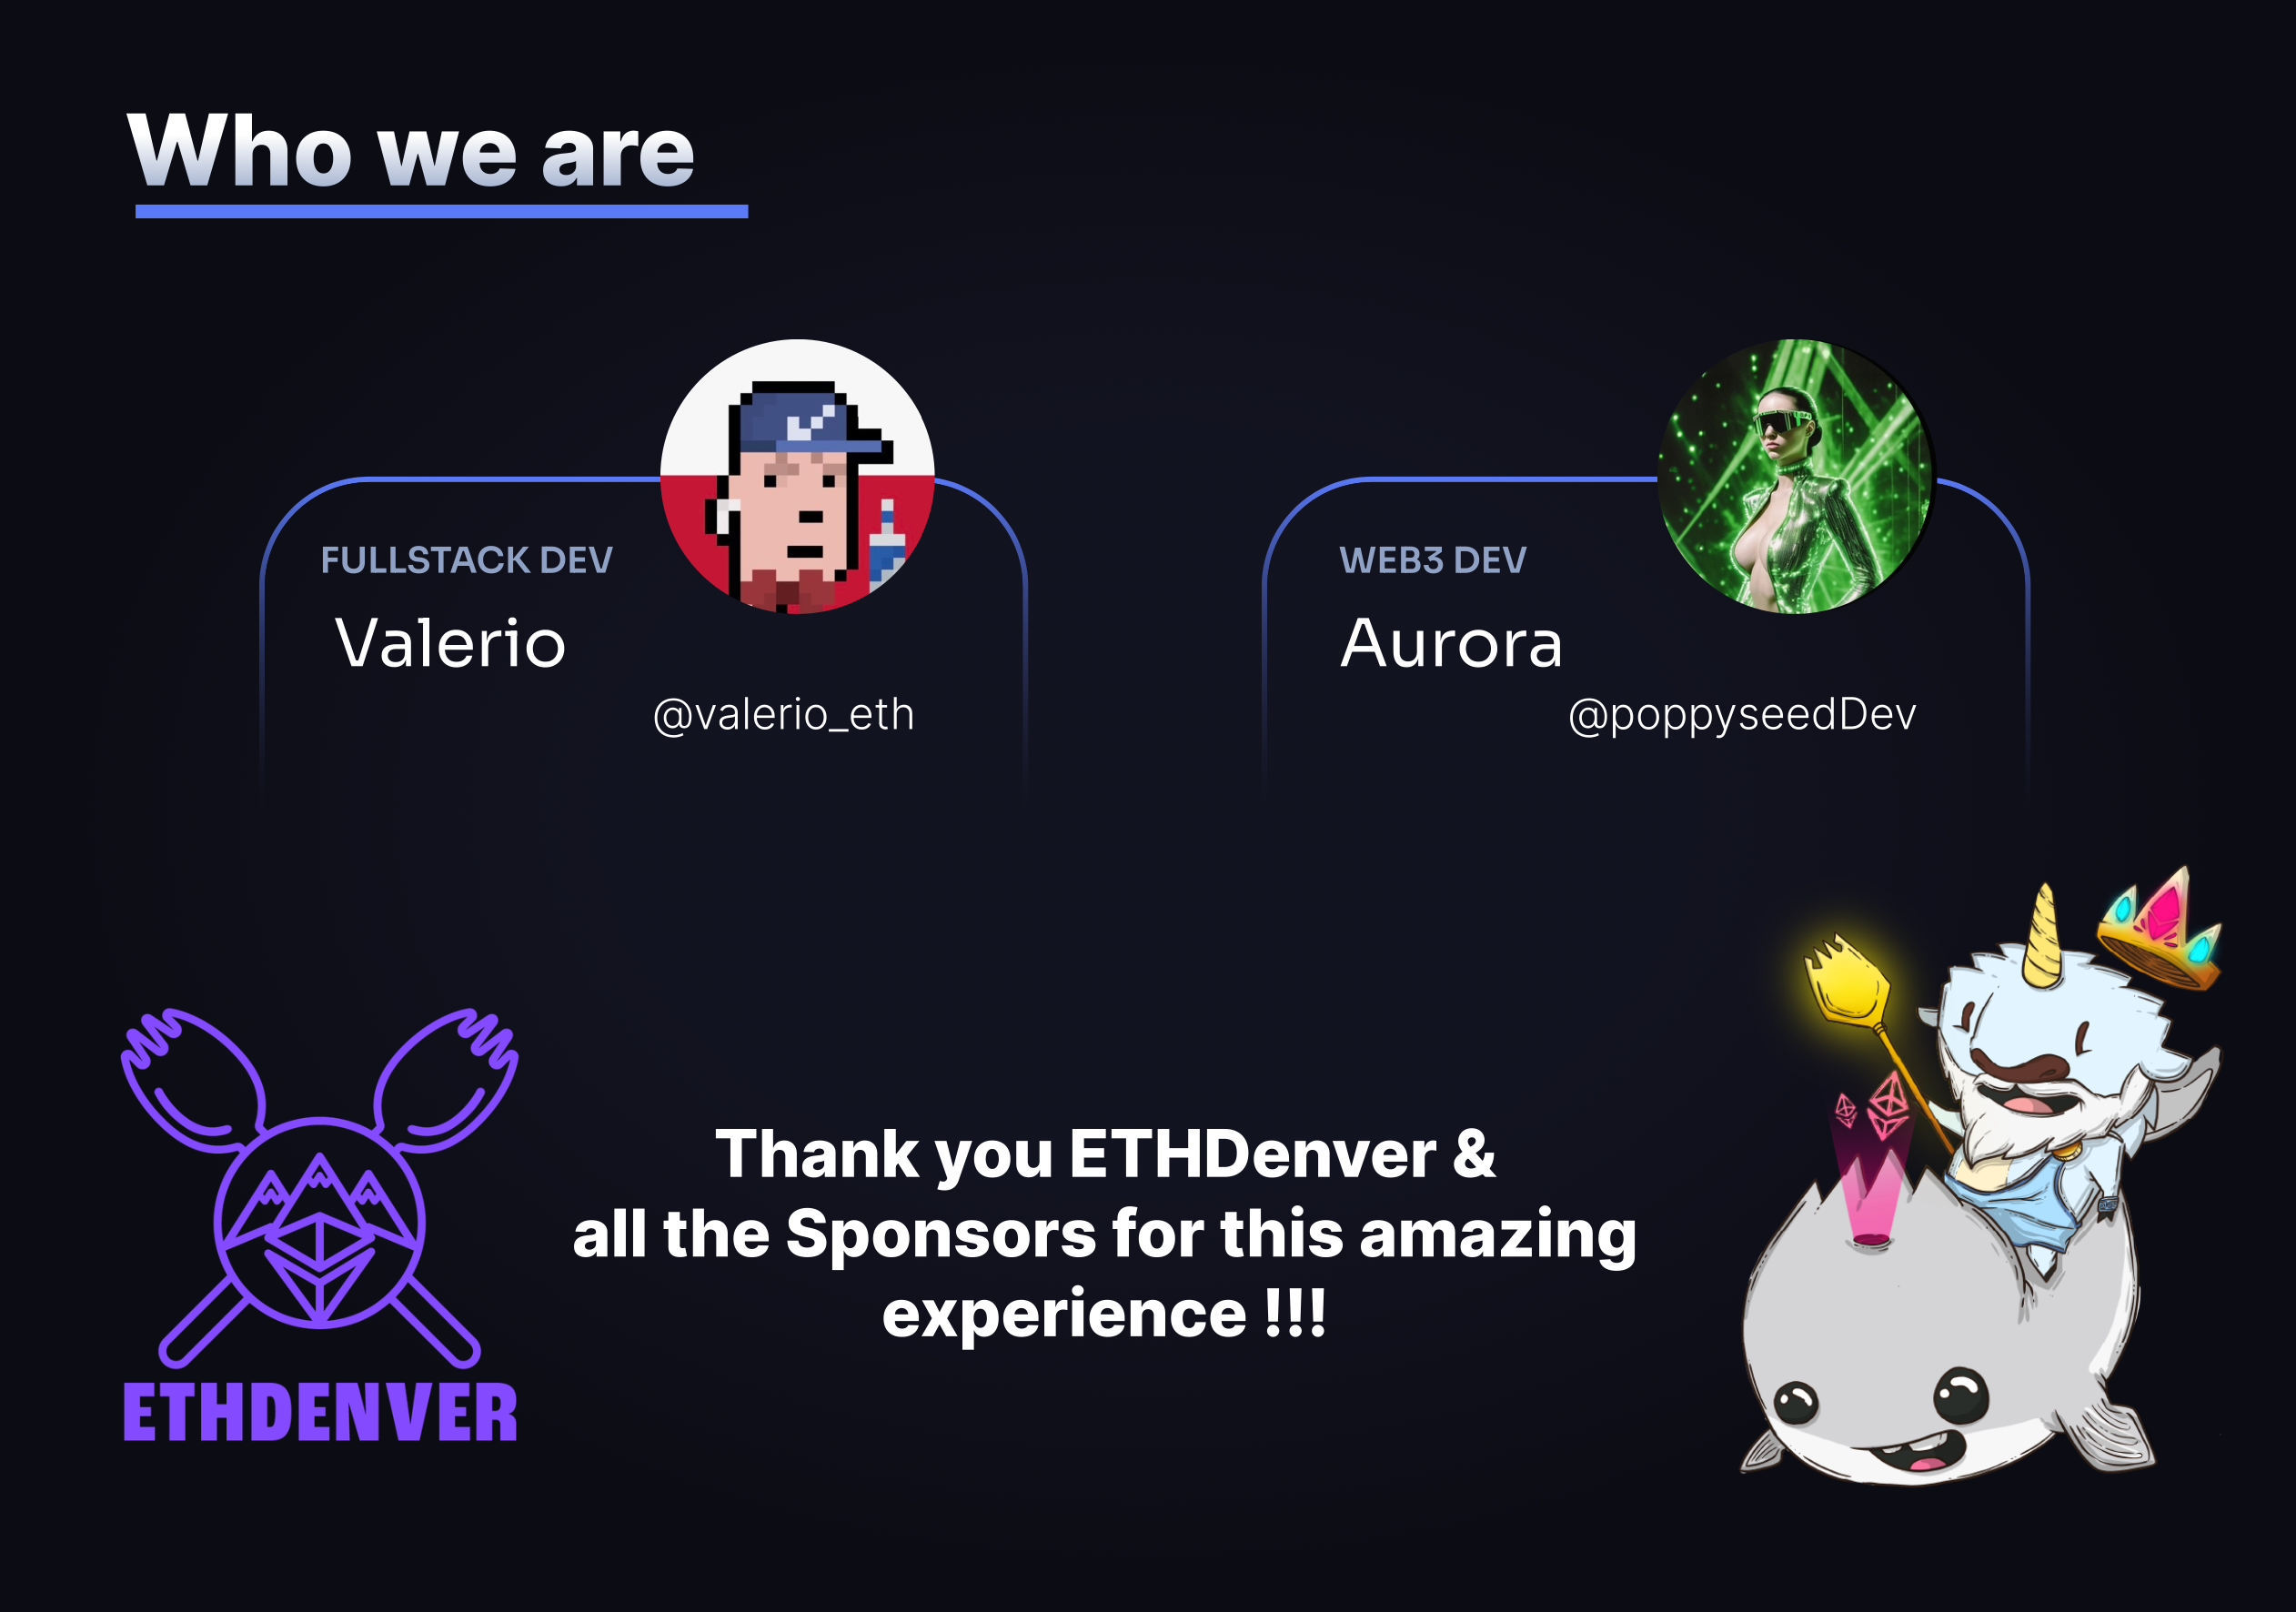 Who we are
FULLSTACK DEV
Valerio
@valerio_eth
WEB3 DEV
Aurora
@poppyseedDev
ETHDENVER
Thank you ETHDenver &
all the Sponsors for this amazing
experience !!!